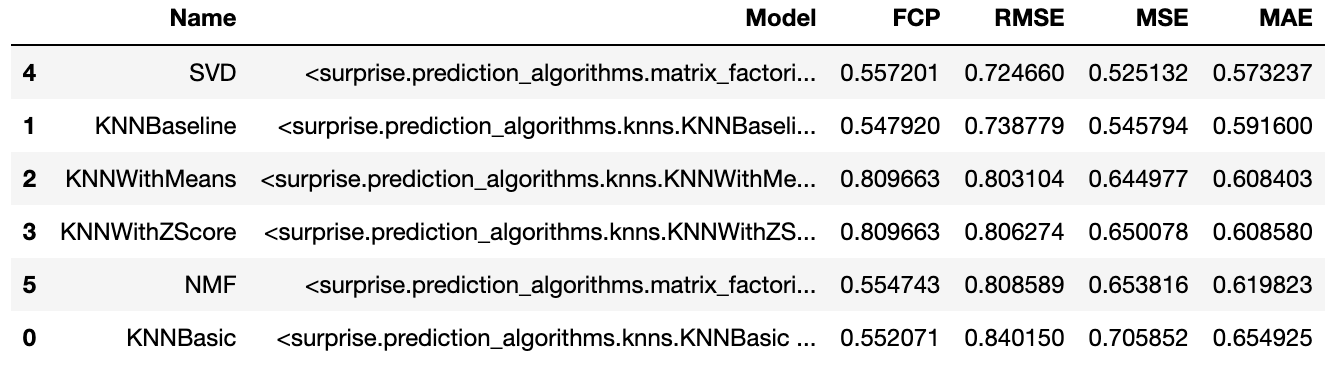 Name Model FCP RMSE MSE MAE
4 SVD <surprise.prediction_algorithms.matrix_factori... 0.557201 0.724660 0.525132 0.573237
1 KNNBaseline <surprise.prediction_algorithms.knns.KNNBaseli... 0.547920 0.738779 0.545794 0.591600
2 KNNWithMeans <surprise.prediction_algorithms.knns.KNNWithMe... 0.809663 0.803104 0.644977 0.608403
3 KNNWithZScore <surprise.prediction_algorithms.knns.KNNWithZS... 0.809663 0.806274 0.650078 0.608580
5 NMF <surprise.prediction_algorithms.matrix_factori... 0.554743 0.808589 0.653816 0.619823
0 KNNBasic <surprise.prediction_algorithms.knns.KNNBasic ... 0.552071 0.840150 0.705852 0.654925